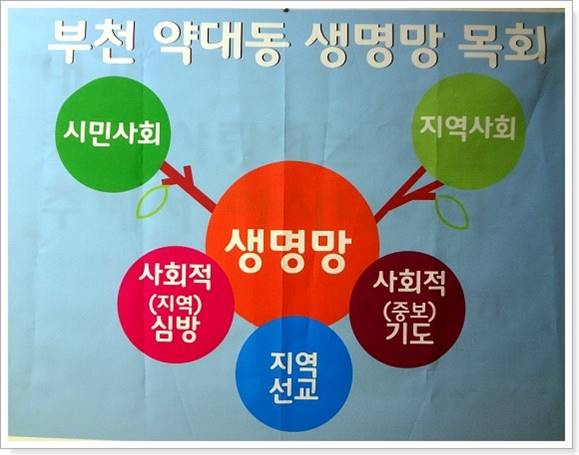 부천 약대동 생명망 목회
시민사회
지역사회
생명망
사회적
(지역)
심방
사회적
(중보)
기도
지역
선교